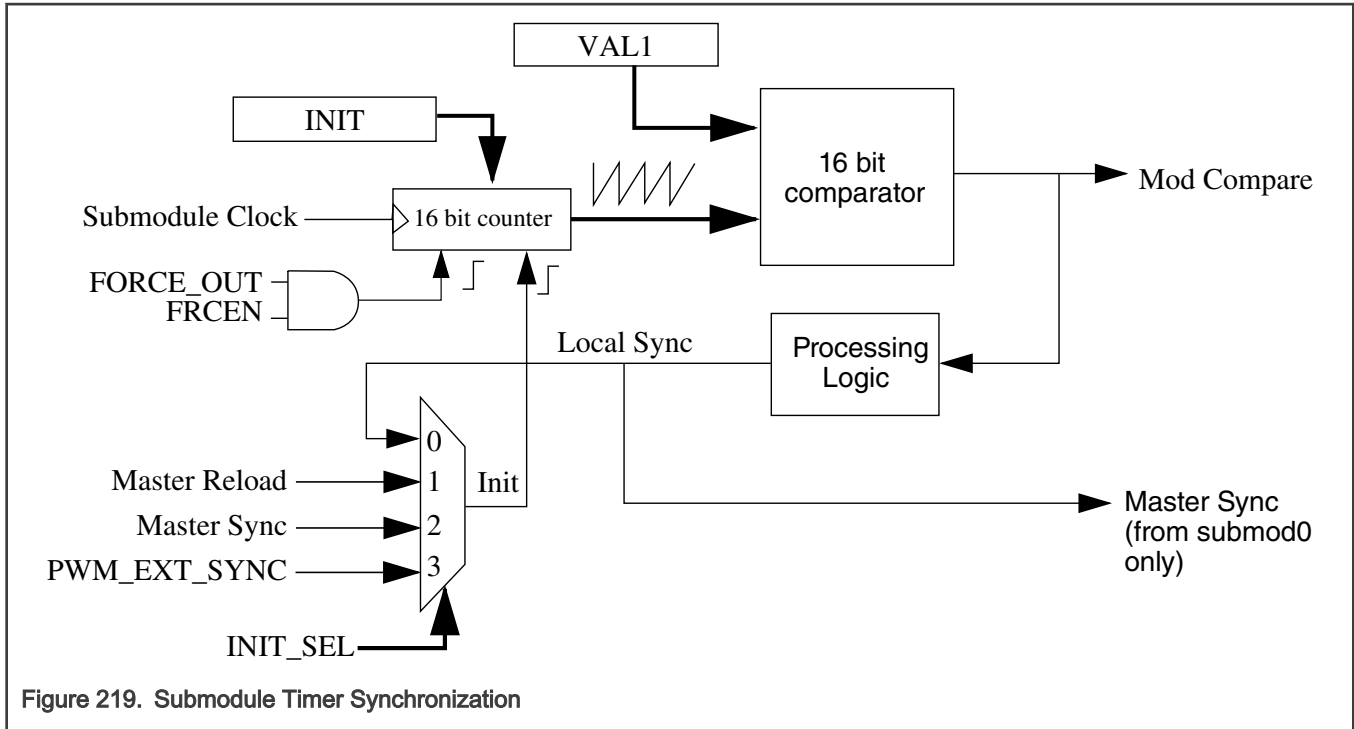 VAL1
INIT
16 bit
comparator
Mod Compare
Submodule Clock
16 bit counter
FORCE_OUT
FRCEN
Local Sync
Processing
Logic
0
Master Reload
1
Init
Master Sync
2
PWM_EXT_SYNC
3
Master Sync
(from submod0
only)
INIT_SEL
Figure 219. Submodule Timer Synchronization